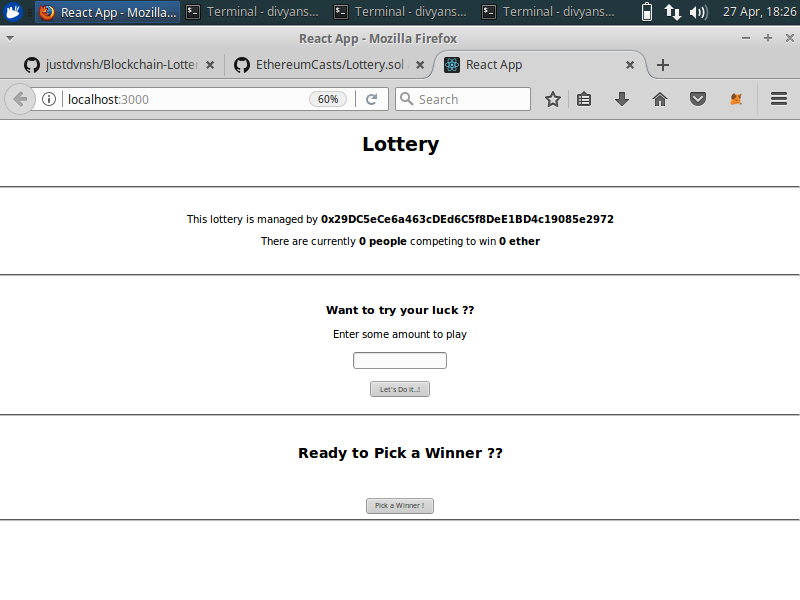 React App - Mozilla... Terminal - divyans... Terminal - divyans... Terminal - divyans... 27 Apr, 18:26
React App - Mozilla Firefox
justdvnsh/Blockchain-Lotter EthereumCasts/Lottery.sol React App
localhost:3000 60% Search
Lottery
This lottery is managed by 0x29DC5eCe6a463cDEd6C5f8DeE1BD4c19085e2972
There are currently 0 people competing to win 0 ether
Want to try your luck ??
Enter some amount to play
Let's Do it..!
Ready to Pick a Winner ??
Pick a Winner !